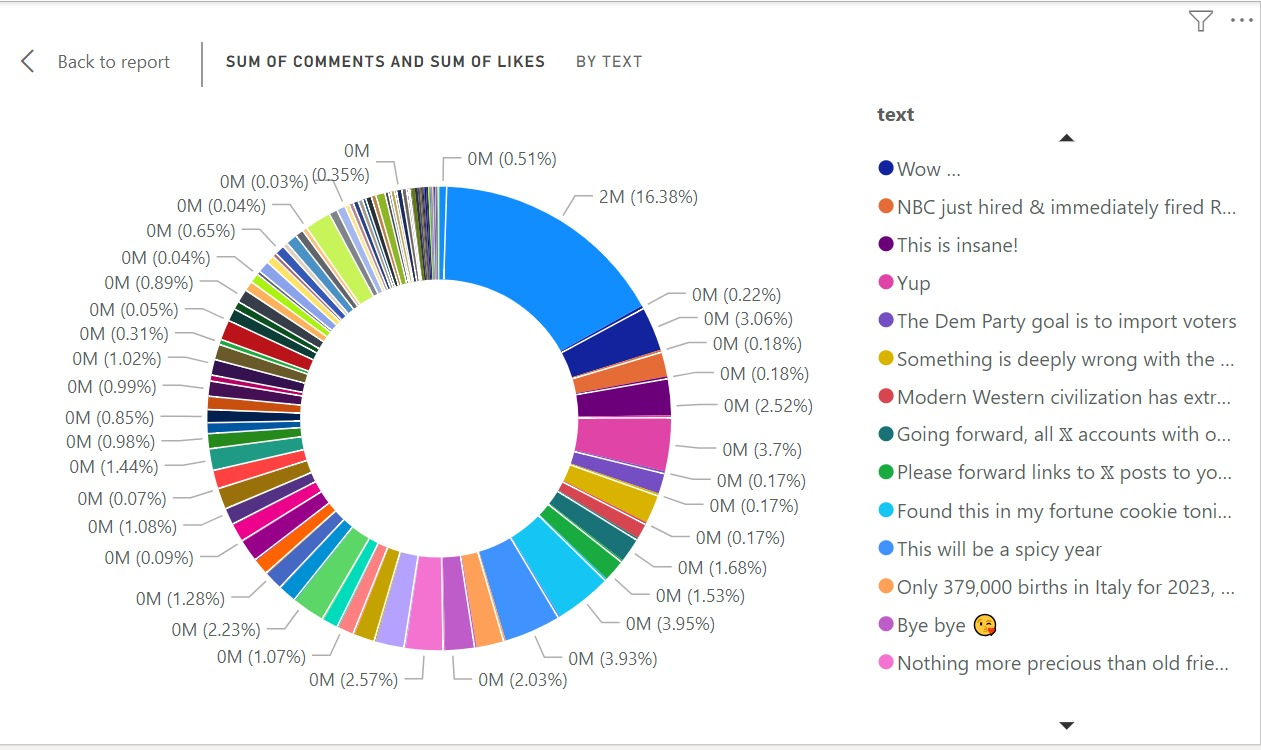 Back to report
SUM OF COMMENTS AND SUM OF LIKES BY TEXT
0M (0.51%)
2M (16.38%)
0M (0.22%)
0M (3.06%)
0M (0.18%)
0M (0.18%)
0M (2.52%)
0M (3.7%)
0M (0.17%)
0M (0.17%)
0M (0.17%)
0M (1.68%)
0M (1.53%)
0M (3.95%)
0M (3.93%)
0M (2.03%)
0M (2.57%)
0M (1.07%)
0M (2.23%)
0M (1.28%)
0M (0.09%)
0M (1.08%)
0M (0.07%)
0M (1.44%)
0M (0.98%)
0M (0.85%)
0M (0.99%)
0M (1.02%)
0M (0.31%)
0M (0.05%)
0M (0.89%)
0M (0.04%)
0M (0.65%)
0M (0.04%)
0M (0.03%)
0M
(0.35%)
text
Wow ...
NBC just hired & immediately fired R...
This is insane!
Yup
The Dem Party goal is to import voters
Something is deeply wrong with the ...
Modern Western civilization has extr...
Going forward, all 𝕏 accounts with o...
Please forward links to 𝕏 posts to yo...
Found this in my fortune cookie toni...
This will be a spicy year
Only 379,000 births in Italy for 2023, ...
Bye bye 😘
Nothing more precious than old frie...